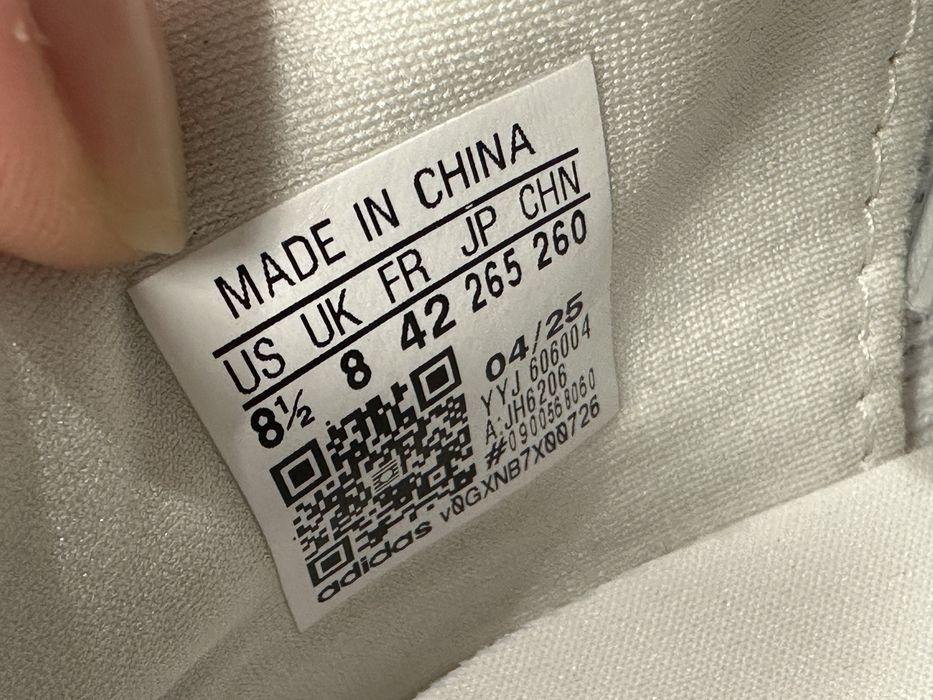 MADE IN CHINA
US UK FR JP CHN
8½ 8 42 265 260
04/25
YYJ 606004
A:JH6206
#0900568060
adidas v0GXNB7X00726